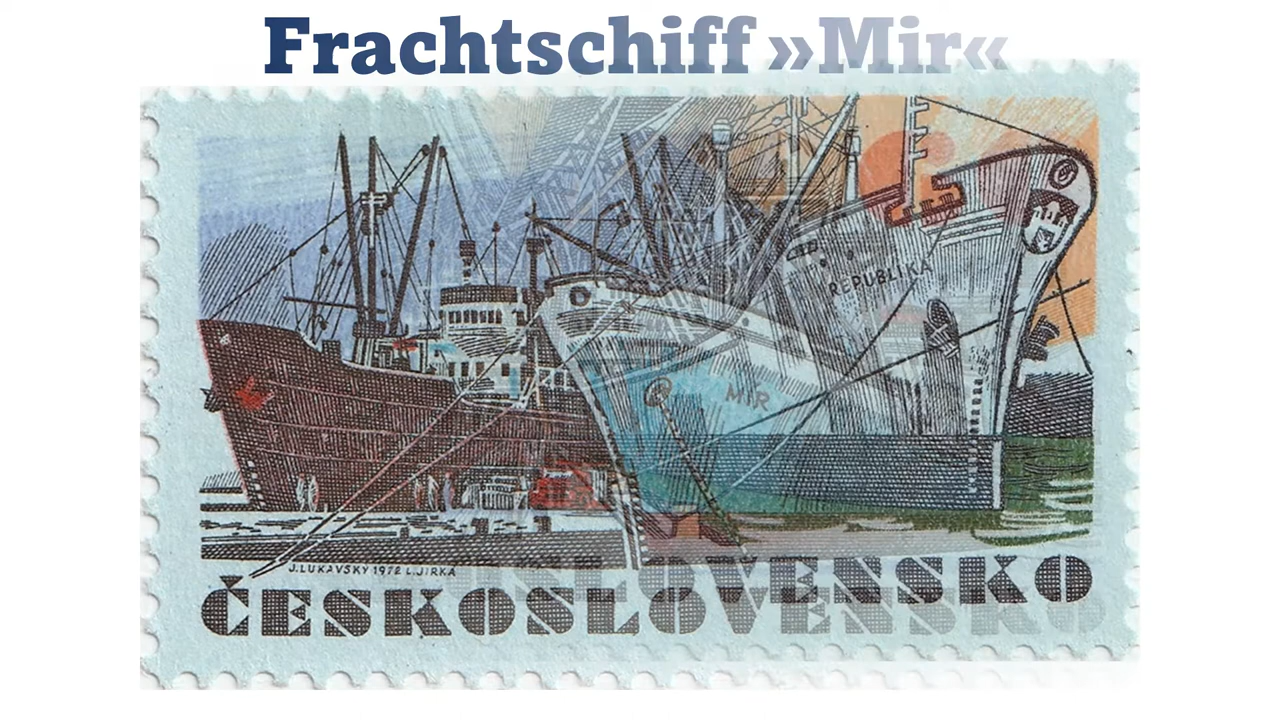 Frachtschiff »Mir«
REPUBLIKA
MIR
J.LUKAVSKÝ 1972 L.JIRKA
ČESKOSLOVENSKO